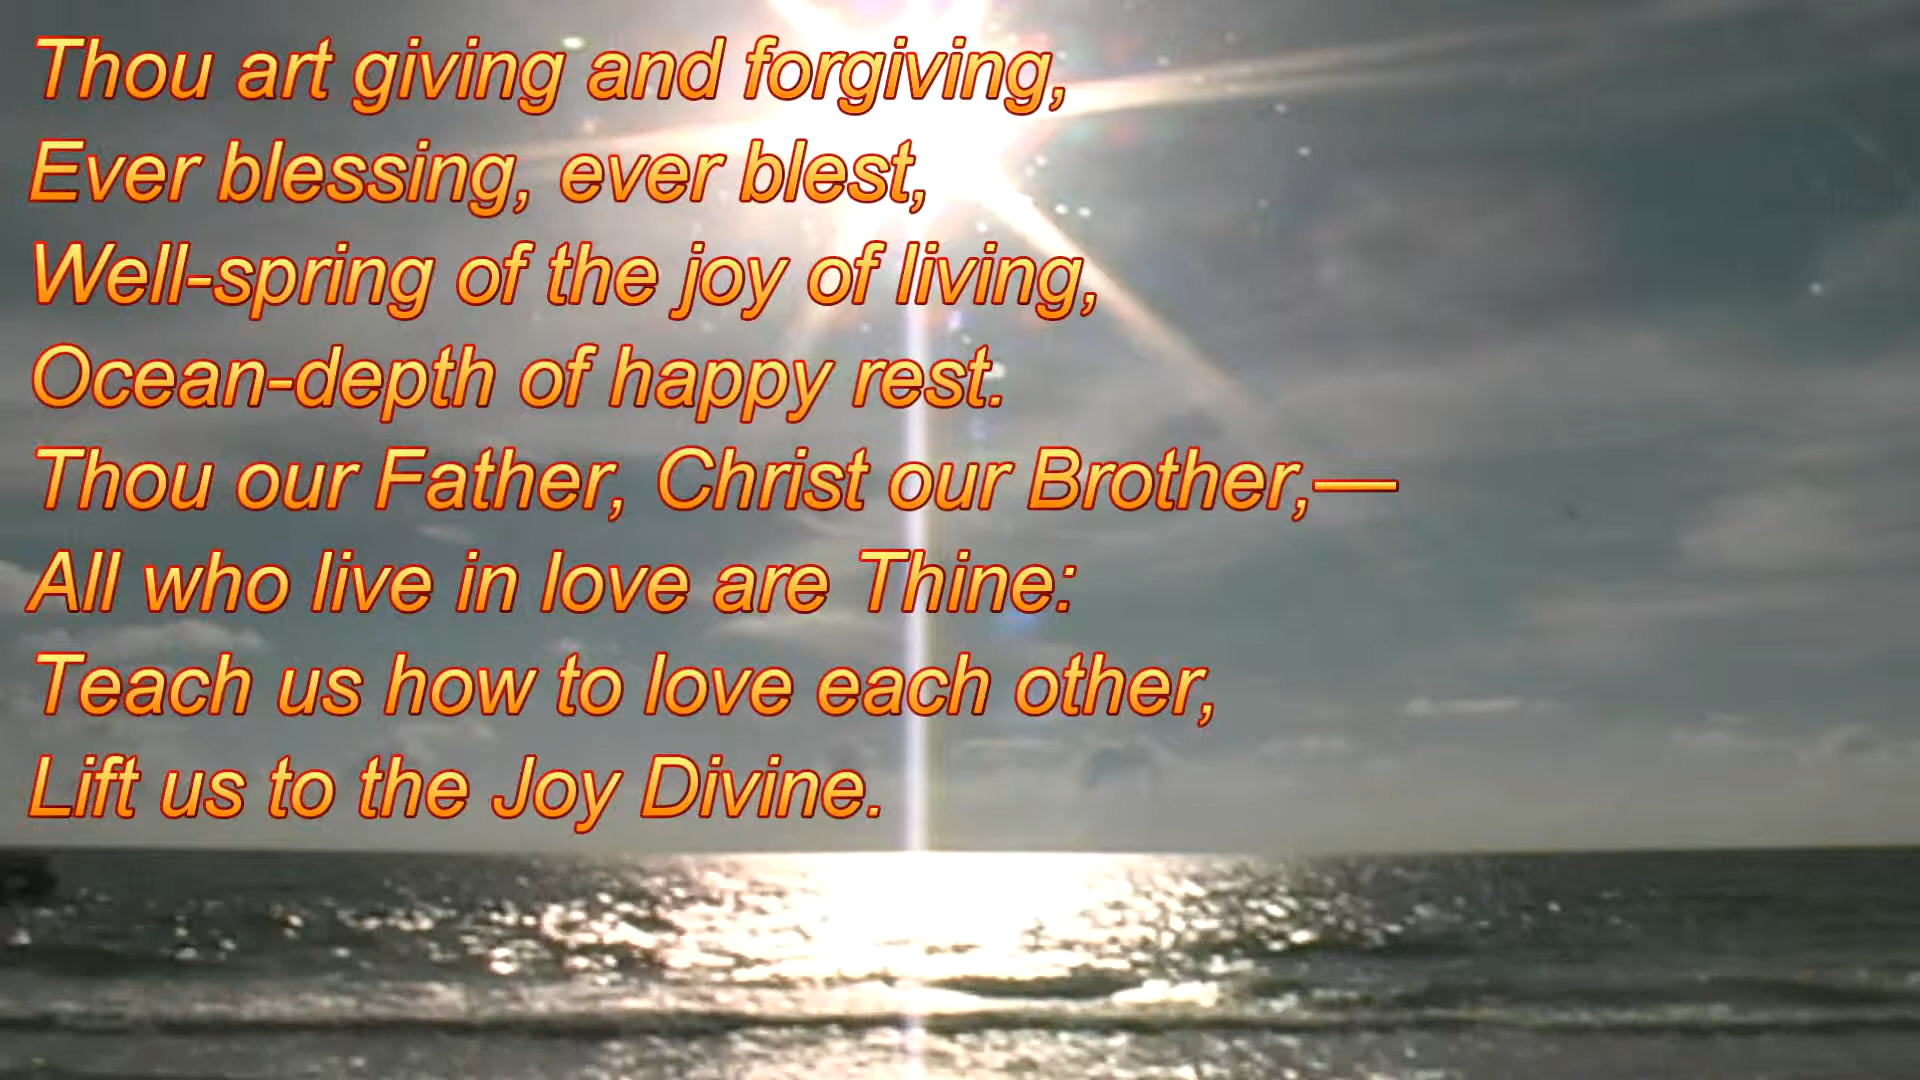 Thou art giving and forgiving,
Ever blessing, ever blest,
Well-spring of the joy of living,
Ocean-depth of happy rest.
Thou our Father, Christ our Brother,—
All who live in love are Thine:
Teach us how to love each other,
Lift us to the Joy Divine.